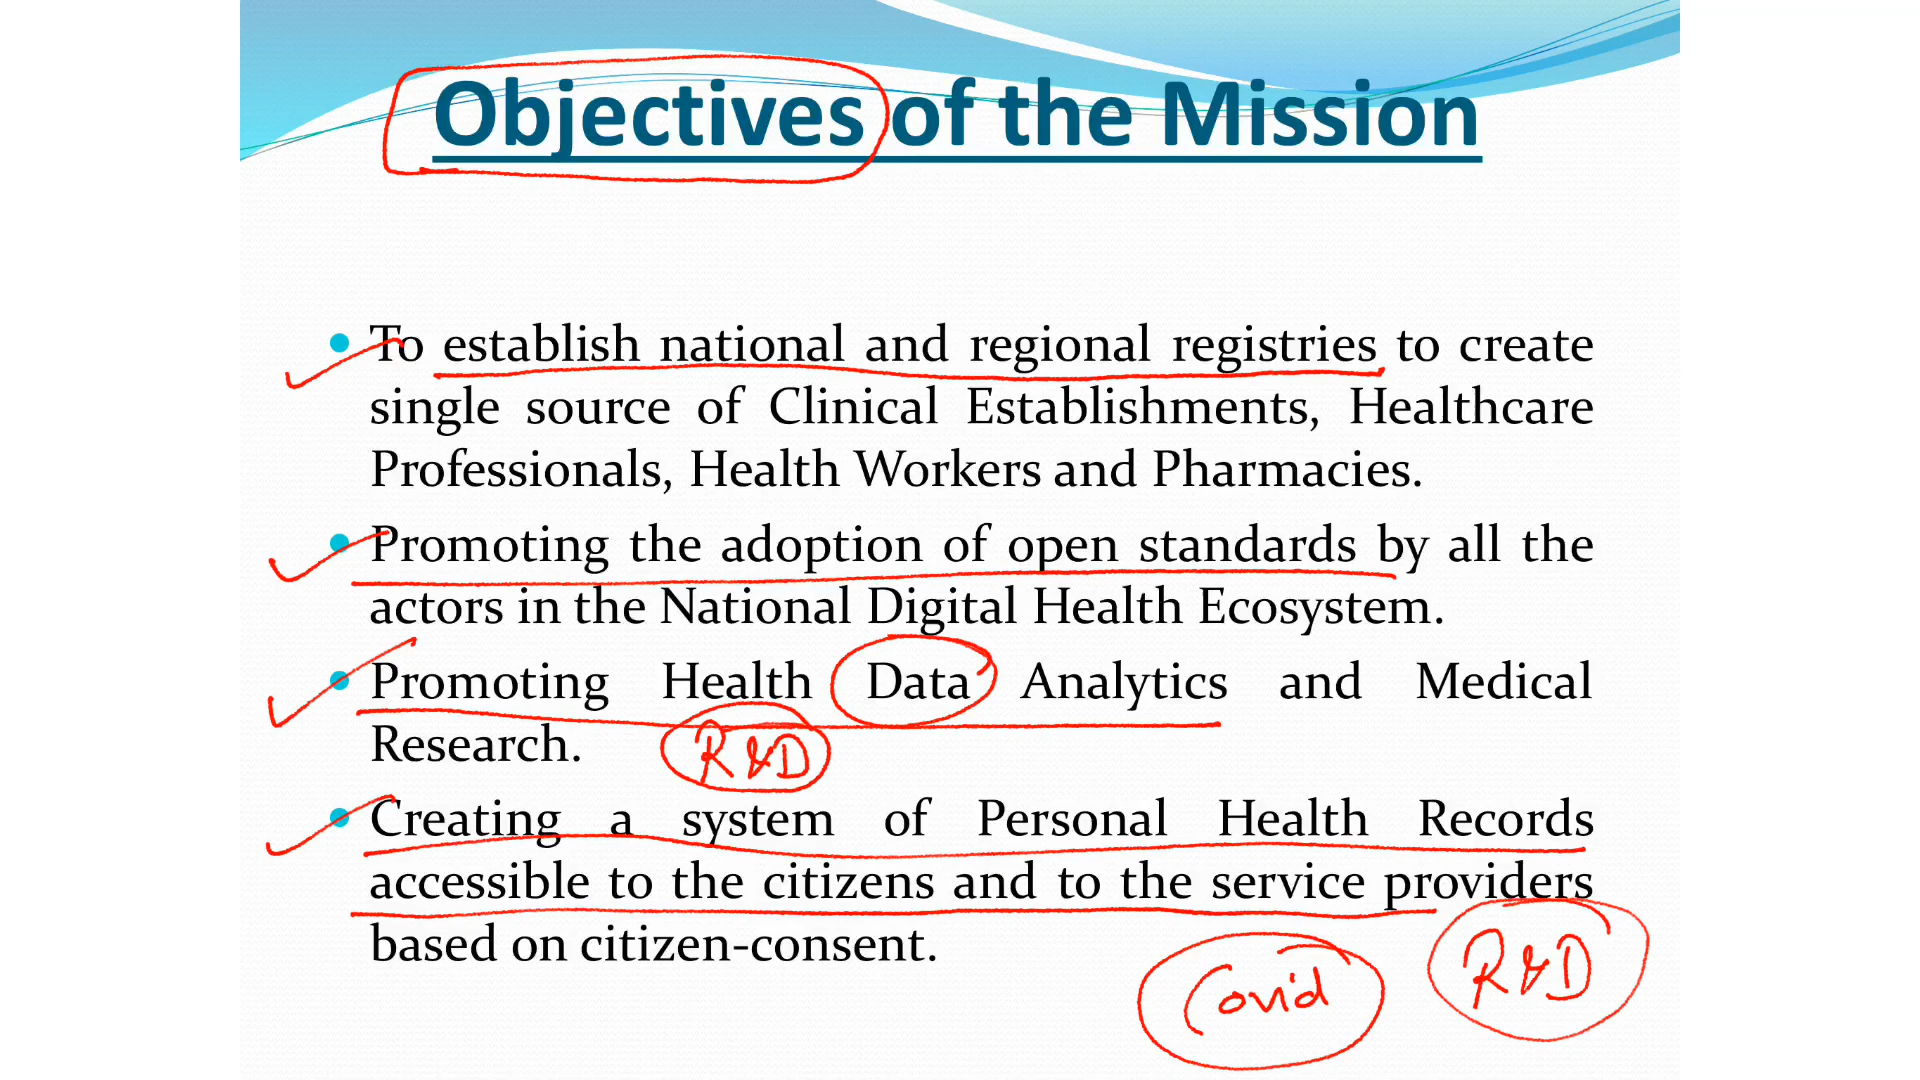 Objectives of the Mission
To establish national and regional registries to create
single source of Clinical Establishments, Healthcare
Professionals, Health Workers and Pharmacies.
Promoting the adoption of open standards by all the
actors in the National Digital Health Ecosystem.
Promoting Health Data Analytics and Medical
Research.
R&D
Creating a system of Personal Health Records
accessible to the citizens and to the service providers
based on citizen-consent.
Covid
R&D